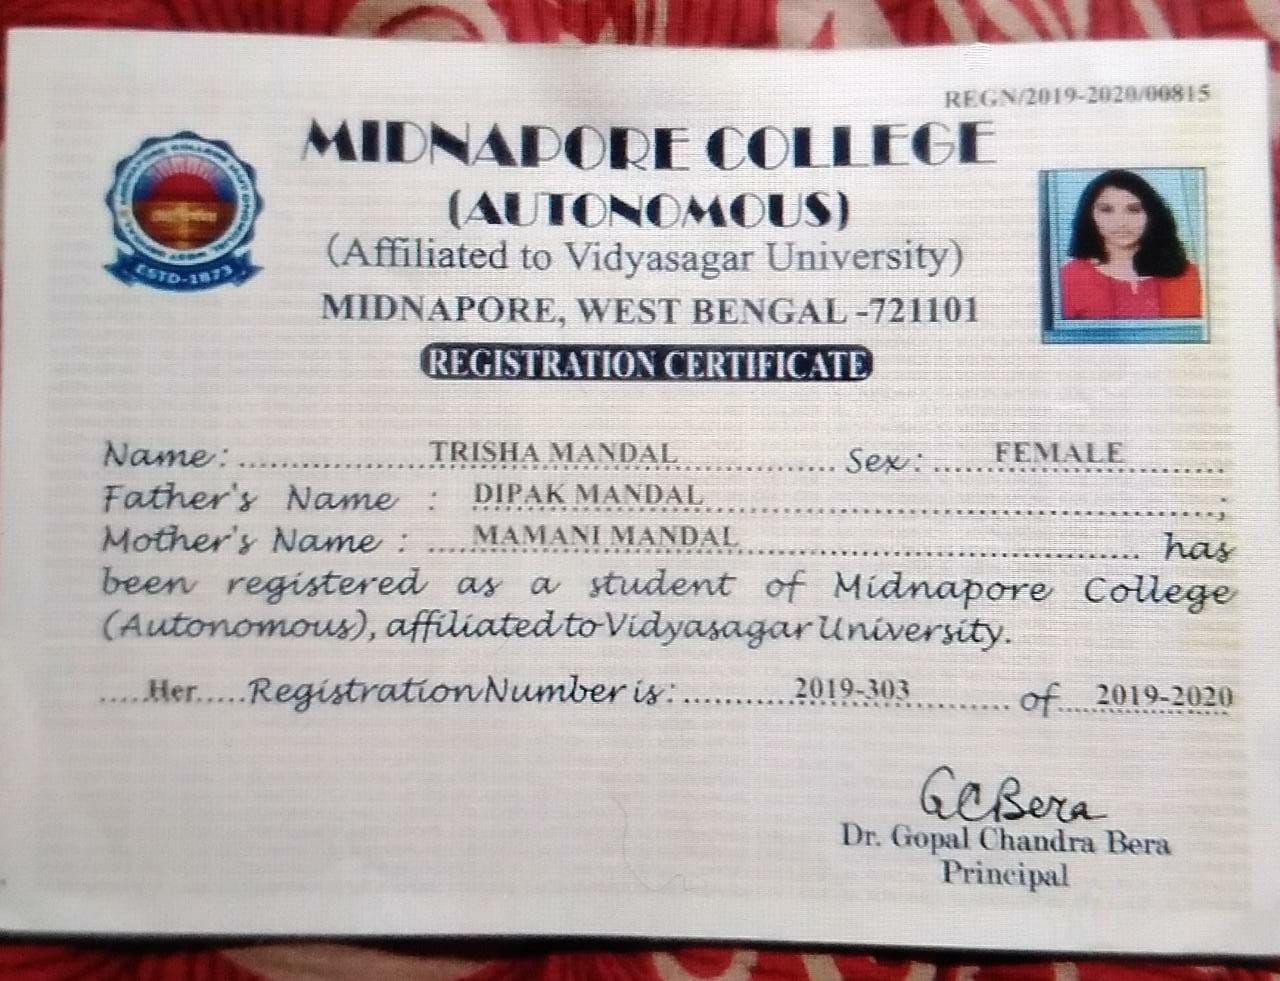 REGN/2019-2020/00815
MIDNAPORE COLLEGE
(AUTONOMOUS)
(Affiliated to Vidyasagar University)
MIDNAPORE, WEST BENGAL -721101
REGISTRATION CERTIFICATE
ESTD-1873
Name: TRISHA MANDAL Sex: FEMALE
Father's Name : DIPAK MANDAL ;
Mother's Name : MAMANI MANDAL has
been registered as a student of Midnapore College
(Autonomous), affiliated to Vidyasagar University.
Her Registration Number is: 2019-303 of 2019-2020
GCBera
Dr. Gopal Chandra Bera
Principal